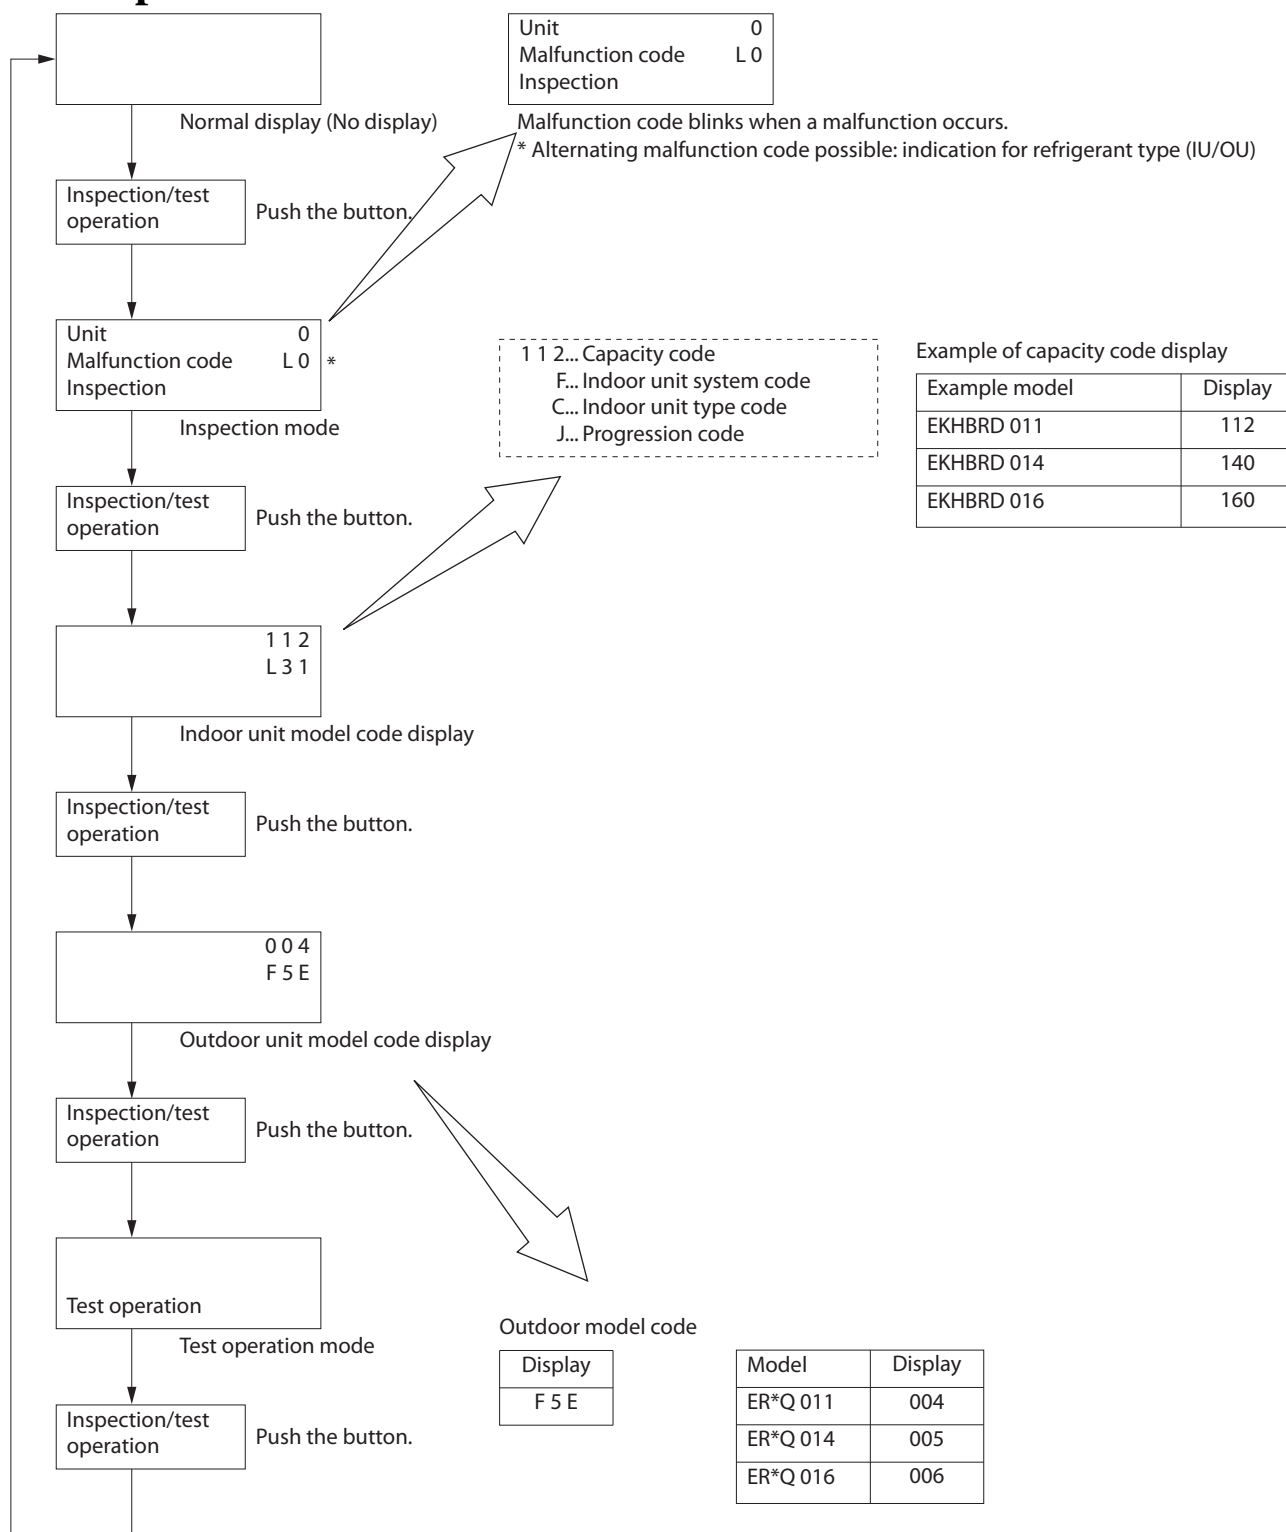 Unit 0
Malfunction code L 0
Inspection
Normal display (No display)
Malfunction code blinks when a malfunction occurs.
* Alternating malfunction code possible: indication for refrigerant type (IU/OU)
Inspection/test
operation
Push the button.
Unit 0
Malfunction code L 0 *
Inspection
Inspection mode
1 1 2... Capacity code
F... Indoor unit system code
C... Indoor unit type code
J... Progression code
Example of capacity code display
Example model Display
EKHBRD 011 112
EKHBRD 014 140
EKHBRD 016 160
Inspection/test
operation
Push the button.
1 1 2
L 3 1
Indoor unit model code display
Inspection/test
operation
Push the button.
0 0 4
F 5 E
Outdoor unit model code display
Inspection/test
operation
Push the button.
Test operation
Test operation mode
Outdoor model code
Display
F 5 E
Model Display
ER*Q 011 004
ER*Q 014 005
ER*Q 016 006
Inspection/test
operation
Push the button.